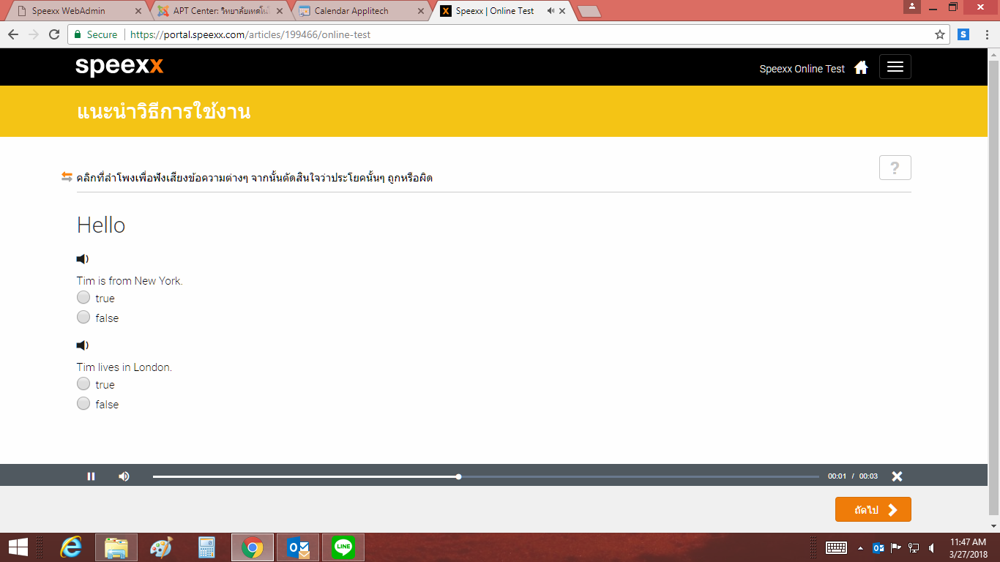 Speexx WebAdmin
APT Center: วิทยาลัยเทคโนโ
Calendar Applitech
Speexx | Online Test
Secure
https://portal.speexx.com/articles/199466/online-test
S
speexx
Speexx Online Test
แนะนำวิธีการใช้งาน
?
คลิกที่ลำโพงเพื่อฟังเสียงข้อความต่างๆ จากนั้นตัดสินใจว่าประโยคนั้นๆ ถูกหรือผิด
Hello
Tim is from New York.
true
false
Tim lives in London.
true
false
00:01 / 00:03
ถัดไป
LINE
11:47 AM
3/27/2018